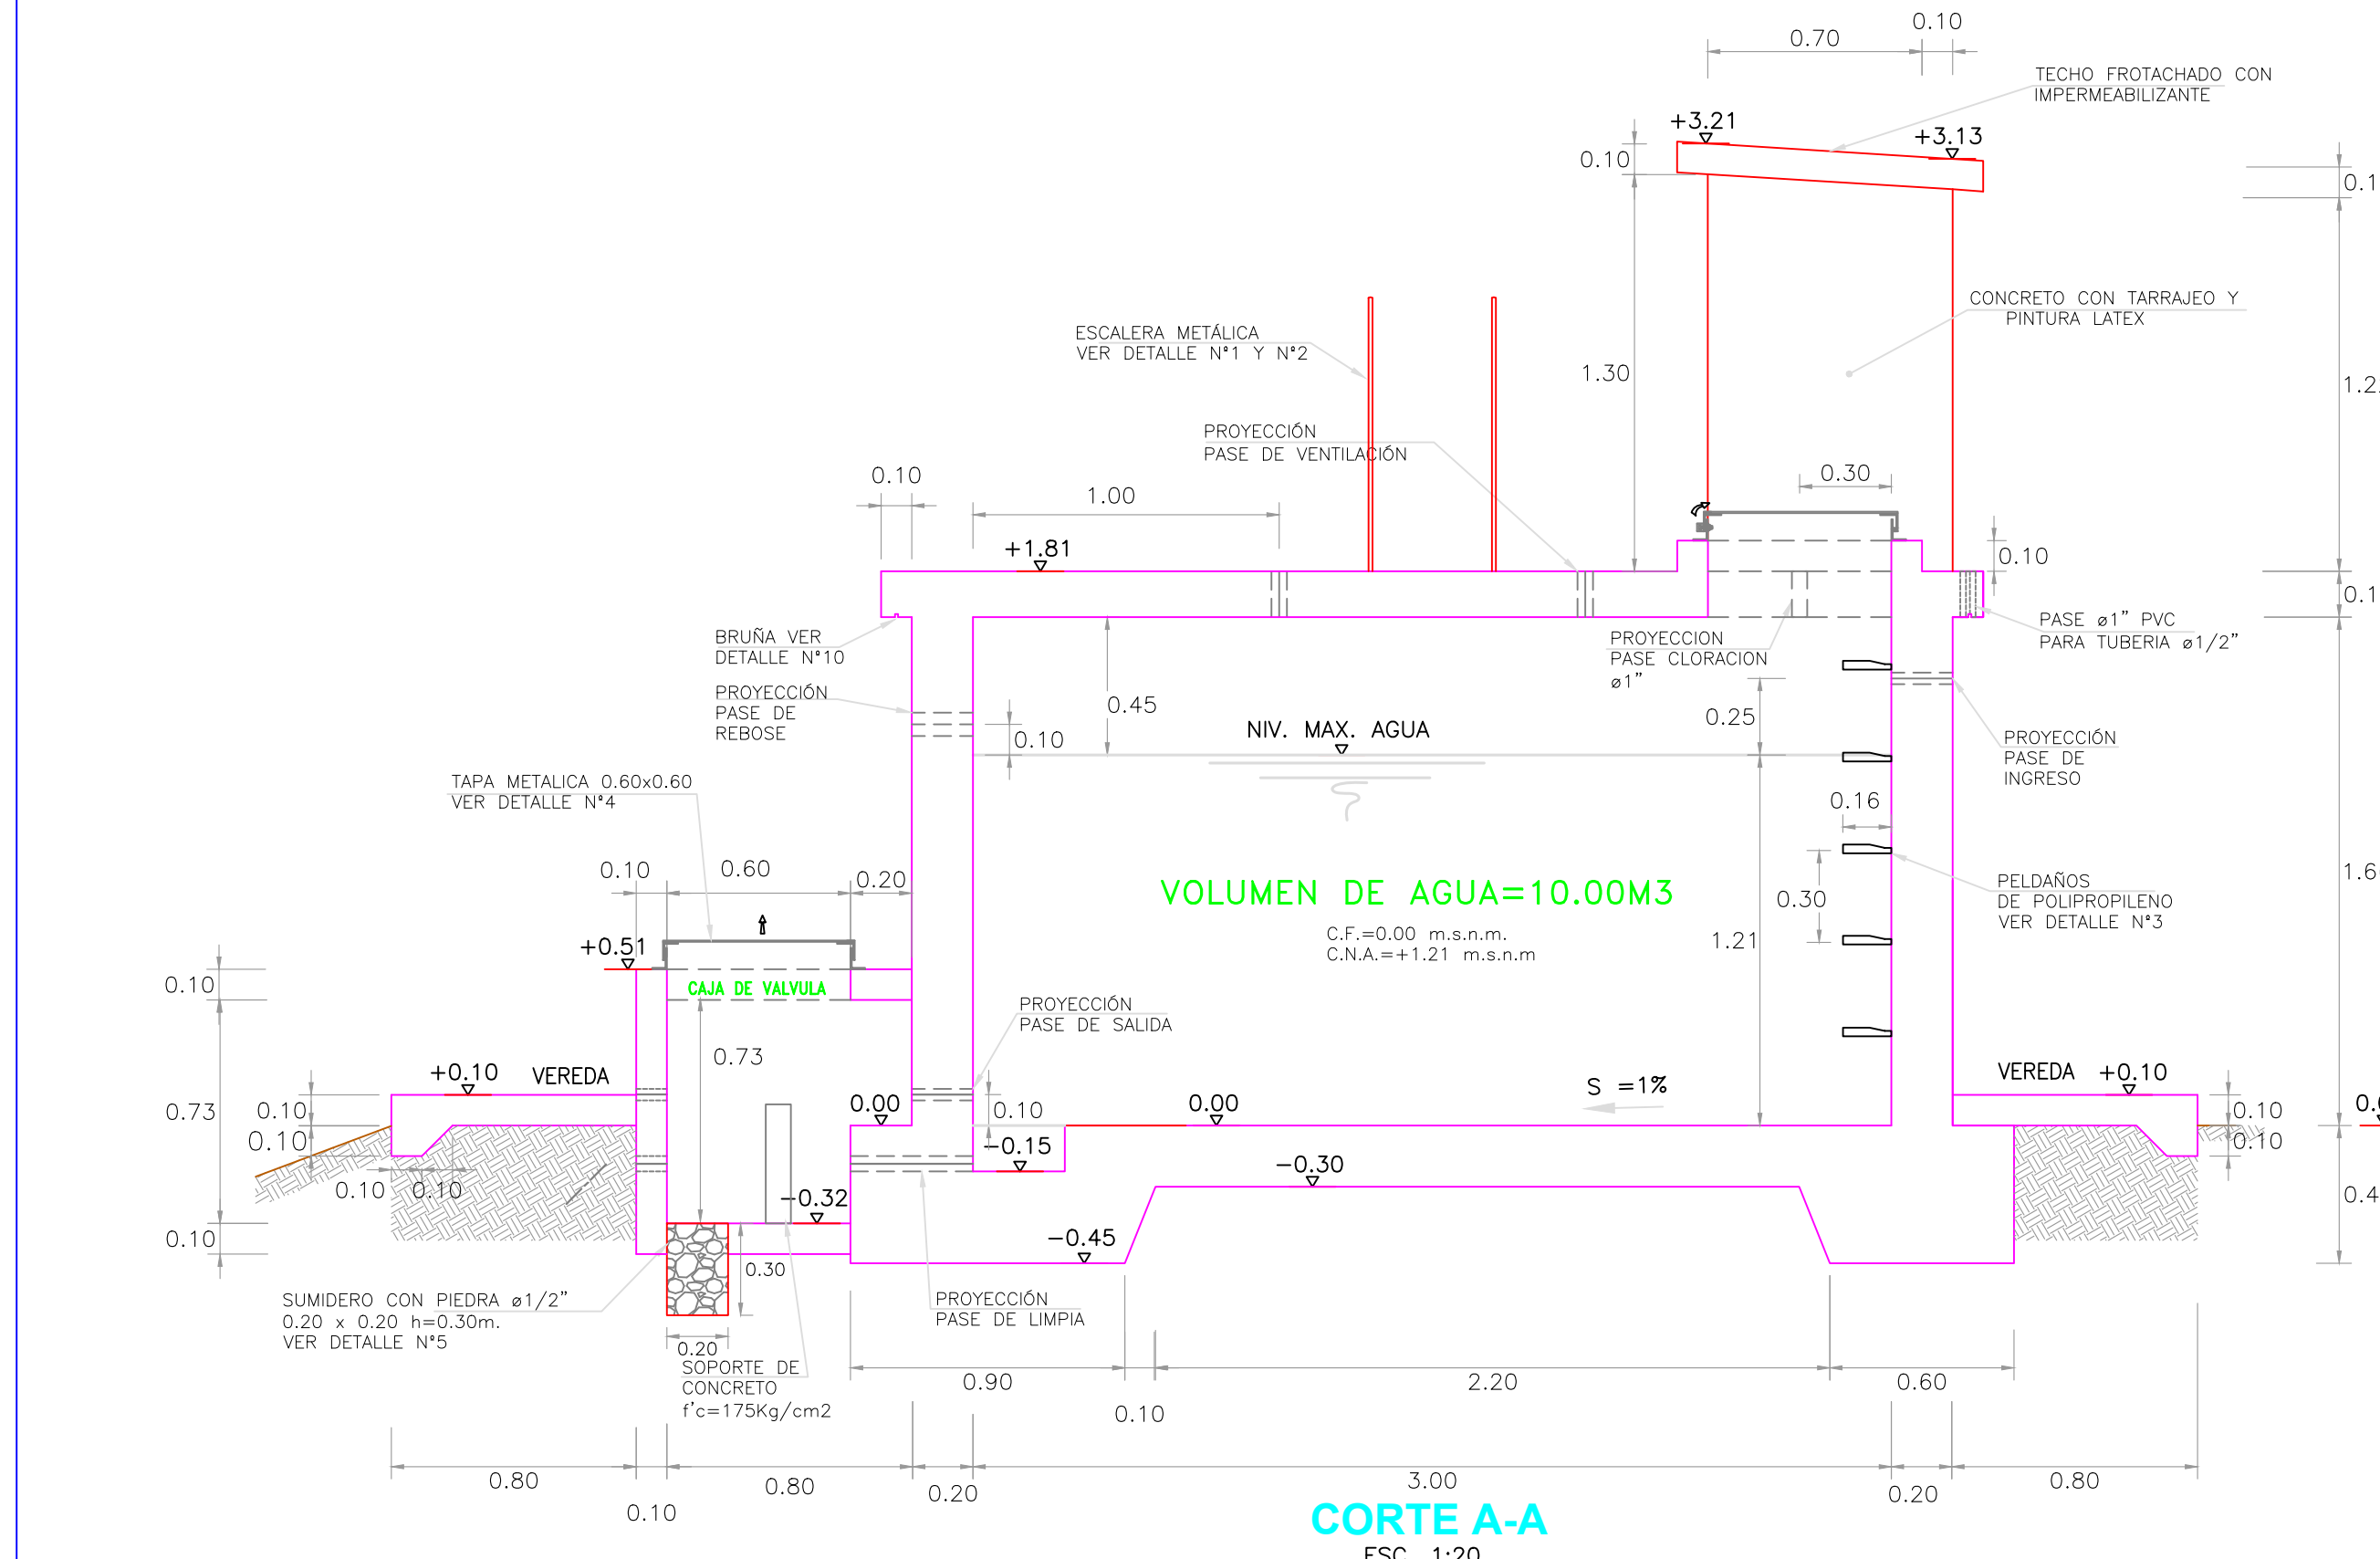 0.10
0.70
TECHO FROTACHADO CON
IMPERMEABILIZANTE
+3.21
+3.13
0.10
0.1
CONCRETO CON TARRAJEO Y
PINTURA LATEX
ESCALERA METÁLICA
VER DETALLE N°1 Y N°2
1.30
1.2
PROYECCIÓN
PASE DE VENTILACIÓN
0.10
1.00
0.30
+1.81
0.10
0.1
BRUÑA VER
DETALLE N°10
PROYECCION
PASE CLORACION
ø1”
PASE ø1” PVC
PARA TUBERIA ø1/2”
PROYECCIÓN
PASE DE
REBOSE
0.45
0.25
0.10
NIV. MAX. AGUA
PROYECCIÓN
PASE DE
INGRESO
TAPA METALICA 0.60x0.60
VER DETALLE N°4
0.16
0.10
0.60
0.20
VOLUMEN DE AGUA=10.00M3
C.F.=0.00 m.s.n.m.
C.N.A.=+1.21 m.s.n.m
0.30
1.21
PELDAÑOS
DE POLIPROPILENO
VER DETALLE N°3
1.6
+0.51
0.10
CAJA DE VALVULA
PROYECCIÓN
PASE DE SALIDA
0.73
+0.10
VEREDA
0.73
0.10
0.10
0.00
0.10
0.00
S =1%
VEREDA
+0.10
0.10
0.10
0.0
-0.15
-0.30
0.10
0.10
-0.32
0.4
0.10
-0.45
0.30
SUMIDERO CON PIEDRA ø1/2”
0.20 x 0.20 h=0.30m.
VER DETALLE N°5
PROYECCIÓN
PASE DE LIMPIA
0.20
SOPORTE DE
CONCRETO
f'c=175Kg/cm2
0.90
0.10
2.20
0.60
0.80
0.10
0.80
0.20
3.00
0.20
0.80
CORTE A-A
ESC. 1:20